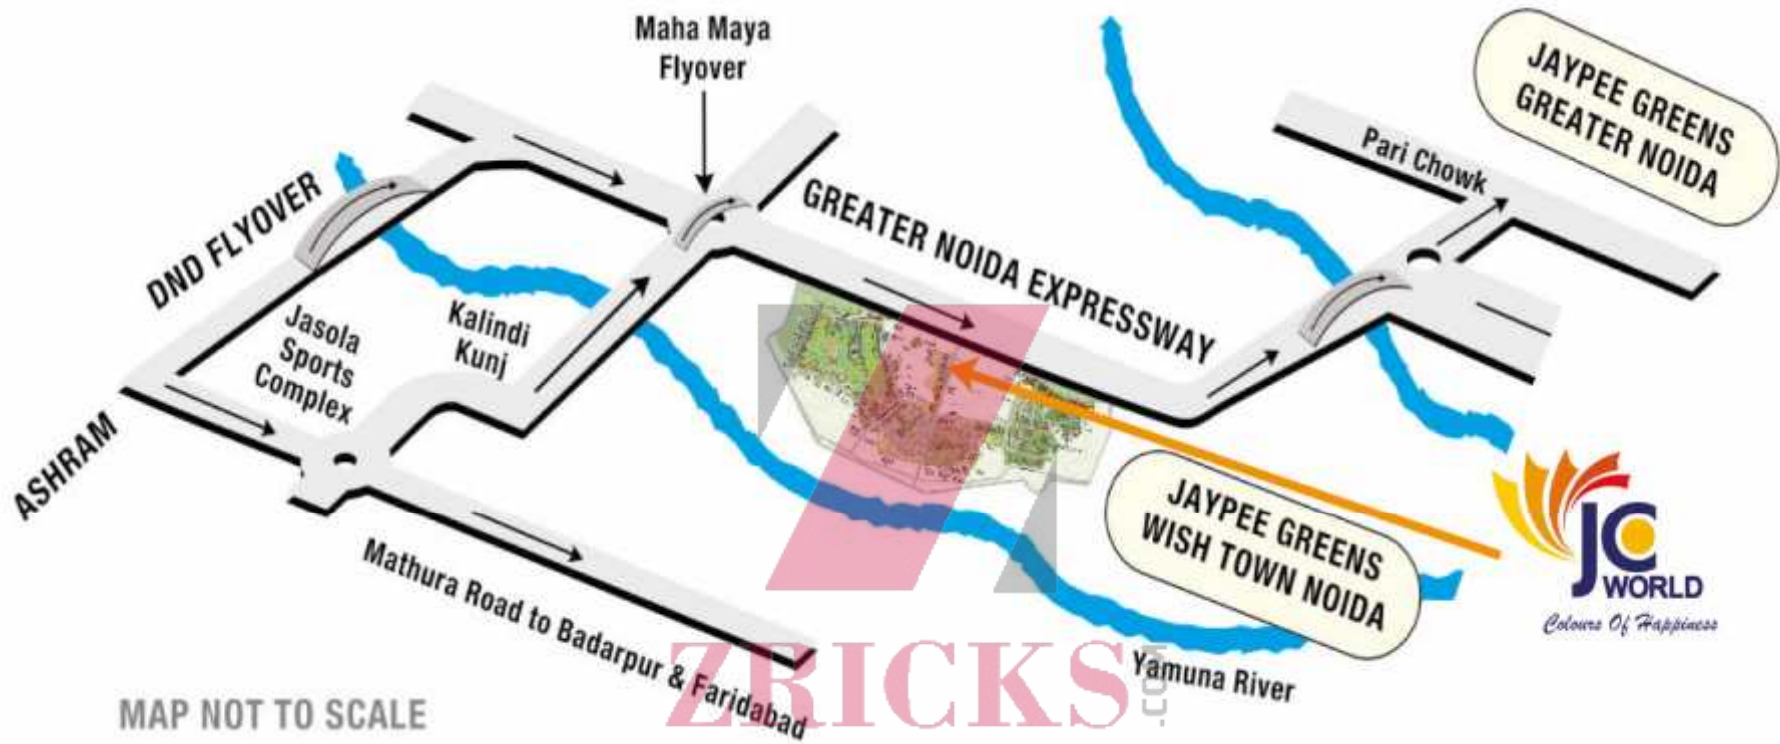 Maha Maya
Flyover
JAYPEE GREENS
GREATER NOIDA
Pari Chowk
DND FLYOVER
GREATER NOIDA EXPRESSWAY
Jasola
Sports
Complex
Kalindi
Kunj
ASHRAM
JAYPEE GREENS
WISH TOWN NOIDA
JC
WORLD
Colours Of Happiness
Mathura Road to Badarpur & Faridabad
Yamuna River
ZRICKS
.com
MAP NOT TO SCALE